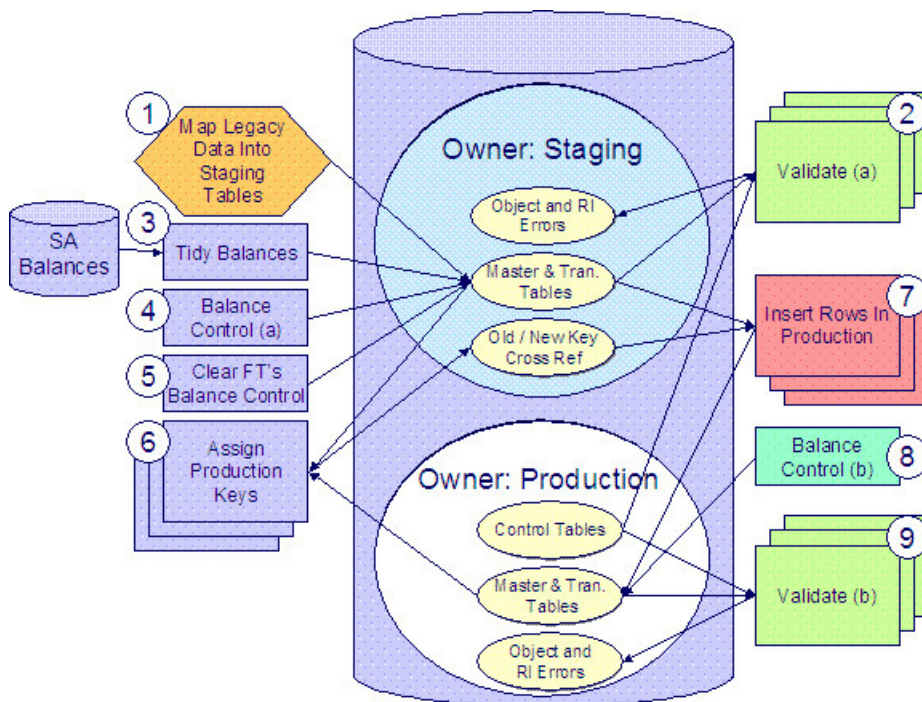 1
Map Legacy
Data Into
Staging
Tables
SA
Balances
3
Tidy Balances
4
Balance
Control (a)
5
Clear FT's
Balance Control
6
Assign
Production
Keys
Owner: Staging
Object and RI
Errors
Master & Tran.
Tables
Old / New Key
Cross Ref
Owner: Production
Control Tables
Master & Tran.
Tables
Object and
RI Errors
2
Validate (a)
7
Insert Rows In
Production
Balance
Control (b)
8
9
Validate (b)